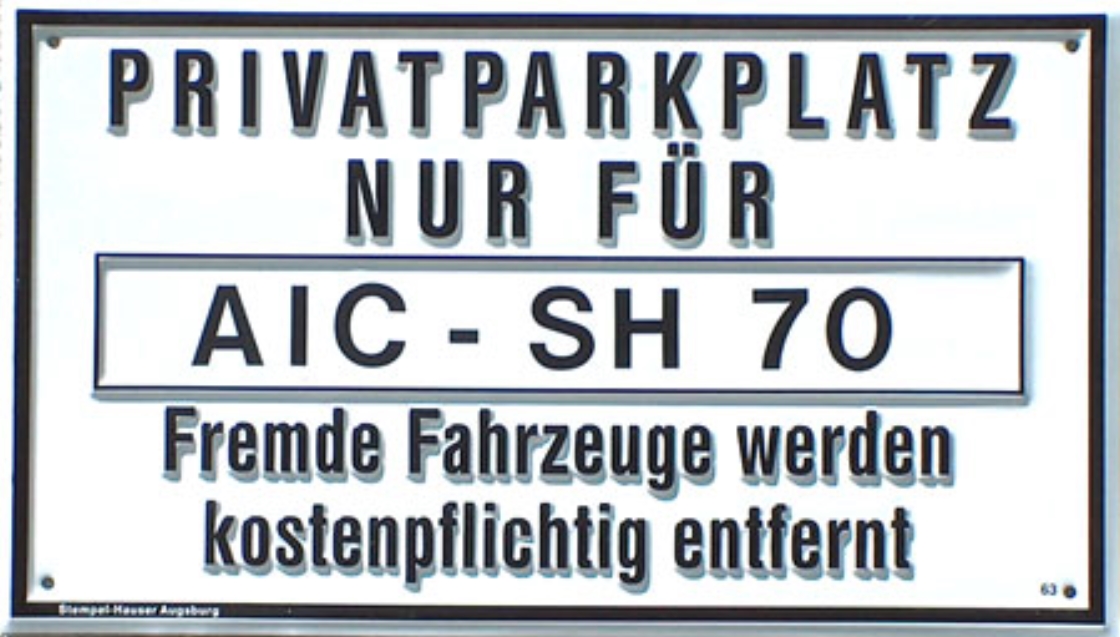 PRIVATPARKPLATZ
NUR FÜR
AIC - SH 70
Fremde Fahrzeuge werden
kostenpflichtig entfernt
63
Stempel-Hauser Augsburg